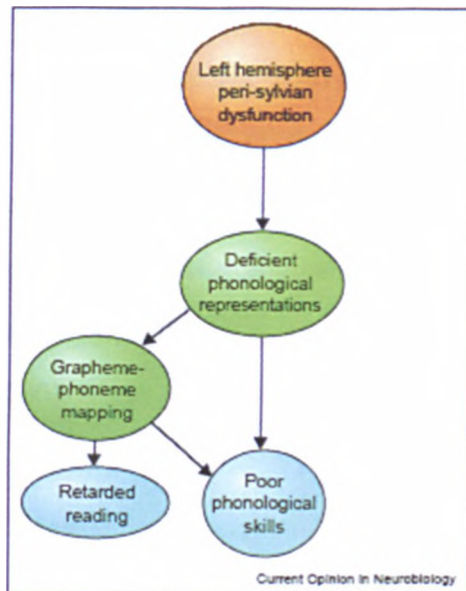 Left hemisphere
peri-sylvian
dysfunction
Deficient
phonological
representations
Grapheme-
phoneme
mapping
Retarded
reading
Poor
phonological
skills
Current Opinion in Neurobiology